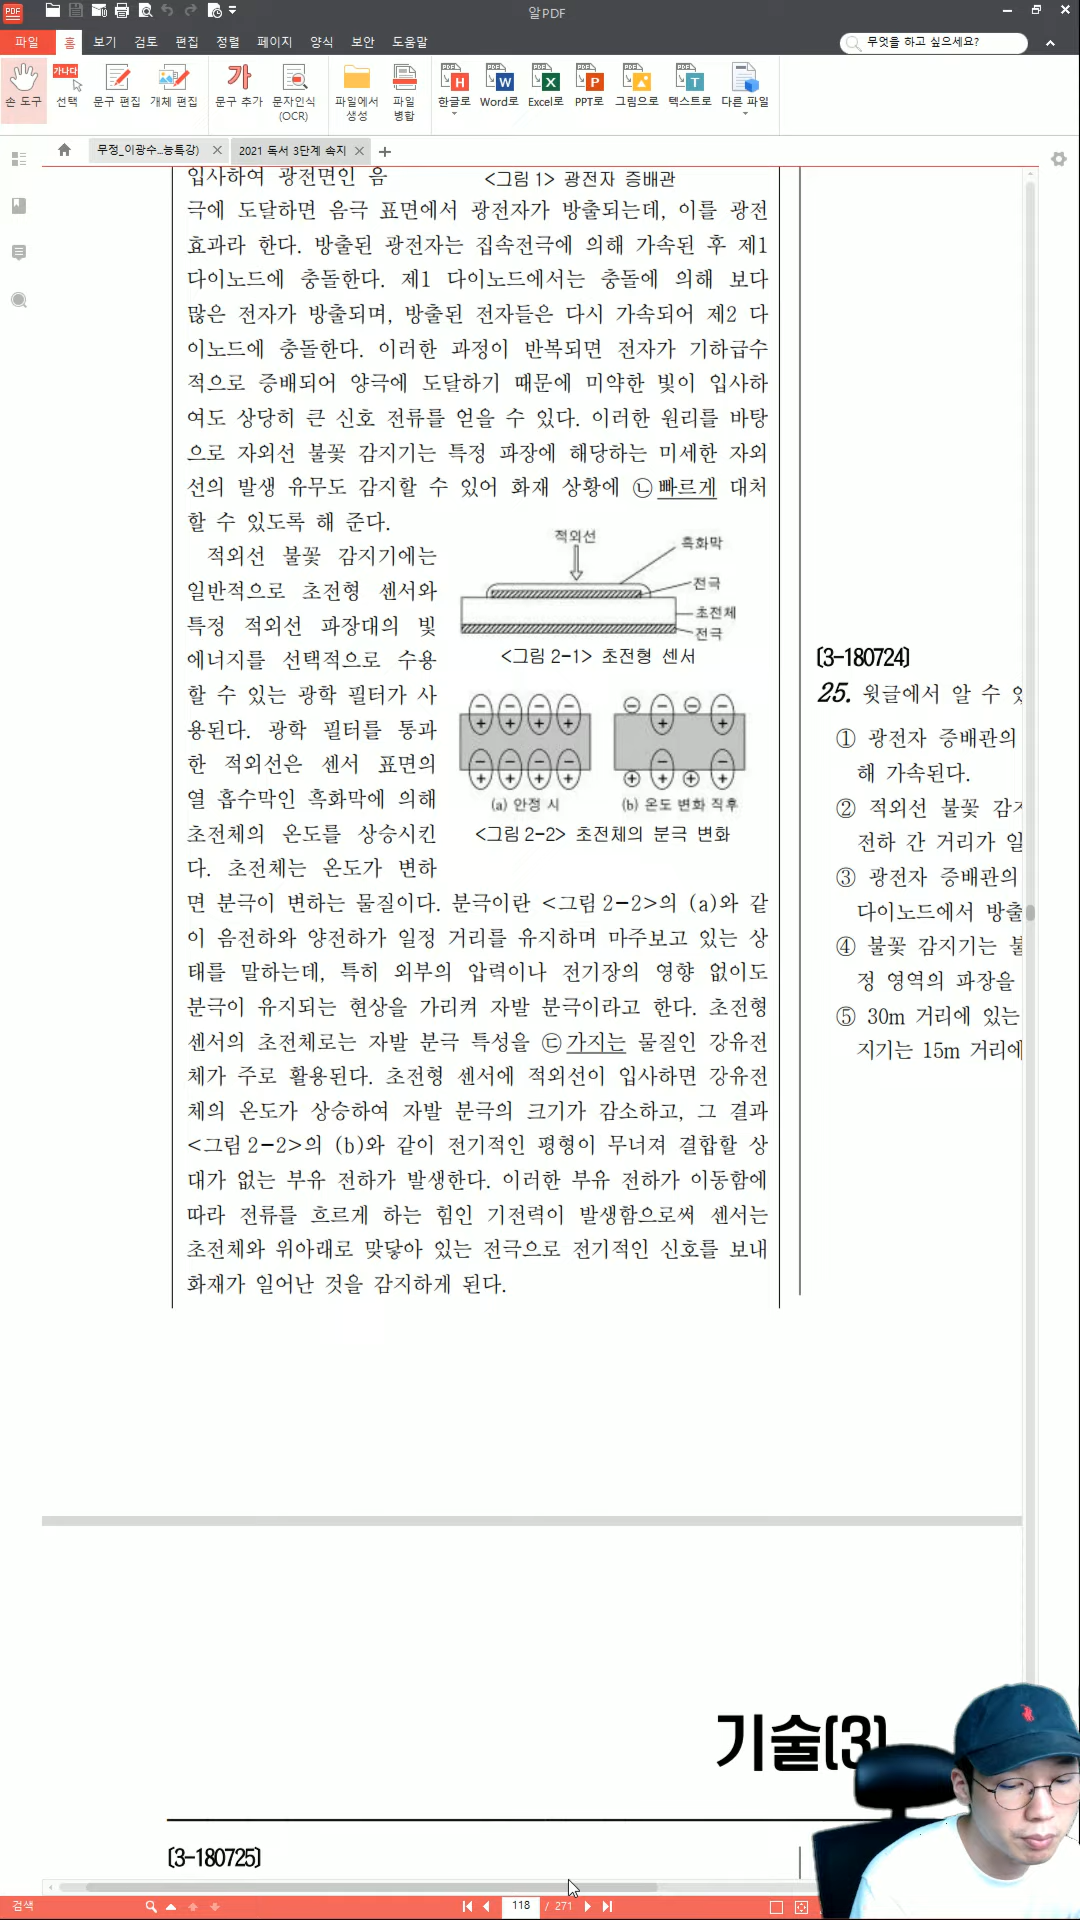 알PDF
파일 홈 보기 검토 편집 정렬 페이지 양식 보안 도움말
무엇을 하고 싶으세요?
손 도구 선택 문구 편집 개체 편집 문구 추가 문자인식 (OCR) 파일에서 생성 파일 병합 한글로 Word로 Excel로 PPT로 그림으로 텍스트로 다른 파일
무정_이광수...능특강) 2021 독서 3단계 속지
입사하여 광전면인 음
<그림 1> 광전자 증배관
극에 도달하면 음극 표면에서 광전자가 방출되는데, 이를 광전
효과라 한다. 방출된 광전자는 집속전극에 의해 가속된 후 제1
다이노드에 충돌한다. 제1 다이노드에서는 충돌에 의해 보다
많은 전자가 방출되며, 방출된 전자들은 다시 가속되어 제2 다
이노드에 충돌한다. 이러한 과정이 반복되면 전자가 기하급수
적으로 증배되어 양극에 도달하기 때문에 미약한 빛이 입사하
여도 상당히 큰 신호 전류를 얻을 수 있다. 이러한 원리를 바탕
으로 자외선 불꽃 감지기는 특정 파장에 해당하는 미세한 자외
선의 발생 유무도 감지할 수 있어 화재 상황에 ㉡빠르게 대처
할 수 있도록 해 준다.
적외선 불꽃 감지기에는
일반적으로 초전형 센서와
특정 적외선 파장대의 빛
에너지를 선택적으로 수용
할 수 있는 광학 필터가 사
용된다. 광학 필터를 통과
한 적외선은 센서 표면의
열 흡수막인 흑화막에 의해
초전체의 온도를 상승시킨
다. 초전체는 온도가 변하
적외선
흑화막
전극
초전체
전극
<그림 2-1> 초전형 센서
(a) 안정 시 (b) 온도 변화 직후
<그림 2-2> 초전체의 분극 변화
면 분극이 변하는 물질이다. 분극이란 <그림 2-2>의 (a)와 같
이 음전하와 양전하가 일정 거리를 유지하며 마주보고 있는 상
태를 말하는데, 특히 외부의 압력이나 전기장의 영향 없이도
분극이 유지되는 현상을 가리켜 자발 분극이라고 한다. 초전형
센서의 초전체로는 자발 분극 특성을 ㉢가지는 물질인 강유전
체가 주로 활용된다. 초전형 센서에 적외선이 입사하면 강유전
체의 온도가 상승하여 자발 분극의 크기가 감소하고, 그 결과
<그림 2-2>의 (b)와 같이 전기적인 평형이 무너져 결합할 상
대가 없는 부유 전하가 발생한다. 이러한 부유 전하가 이동함에
따라 전류를 흐르게 하는 힘인 기전력이 발생함으로써 센서는
초전체와 위아래로 맞닿아 있는 전극으로 전기적인 신호를 보내
화재가 일어난 것을 감지하게 된다.
[3-180724]
25. 윗글에서 알 수 있
① 광전자 증배관의
해 가속된다.
② 적외선 불꽃 감지
전하 간 거리가 일
③ 광전자 증배관의
다이노드에서 방출
④ 불꽃 감지기는 불
정 영역의 파장을
⑤ 30m 거리에 있는
지기는 15m 거리에
기술(3)
[3-180725]
검색 118 / 271